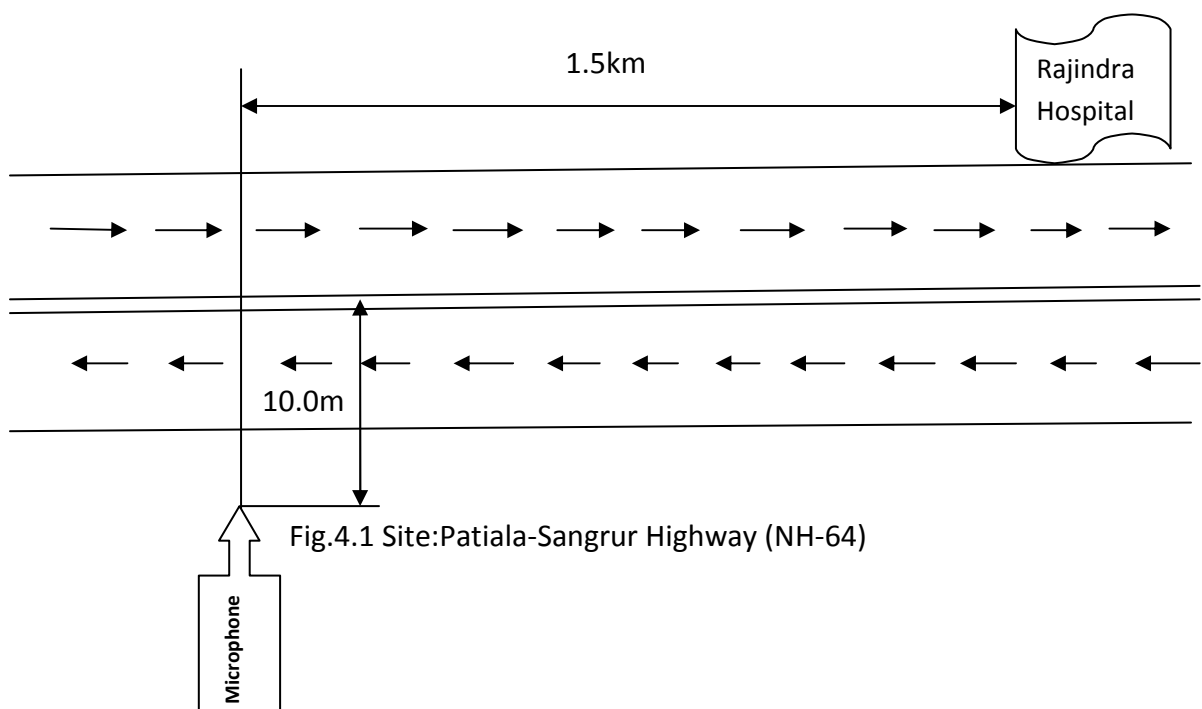 1.5km
Rajindra
Hospital
10.0m
Fig.4.1 Site:Patiala-Sangrur Highway (NH-64)
Microphone